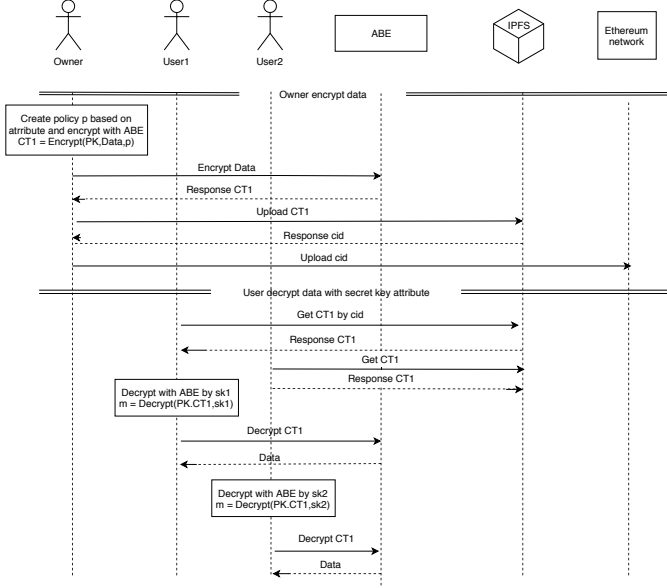 Owner
User1
User2
ABE
IPFS
Ethereum
network
Owner encrypt data
Create policy p based on
atrribute and encrypt with ABE
CT1 = Encrypt(PK,Data,p)
Encrypt Data
Response CT1
Upload CT1
Response cid
Upload cid
User decrypt data with secret key attribute
Get CT1 by cid
Response CT1
Get CT1
Response CT1
Decrypt with ABE by sk1
m = Decrypt(PK.CT1,sk1)
Decrypt CT1
Data
Decrypt with ABE by sk2
m = Decrypt(PK.CT1,sk2)
Decrypt CT1
Data